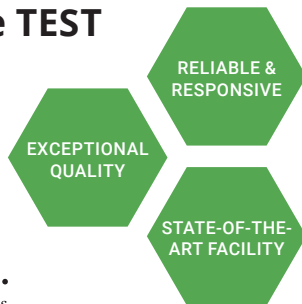 e TEST
RELIABLE &
RESPONSIVE
EXCEPTIONAL
QUALITY
STATE-OF-THE-
ART FACILITY
.
s